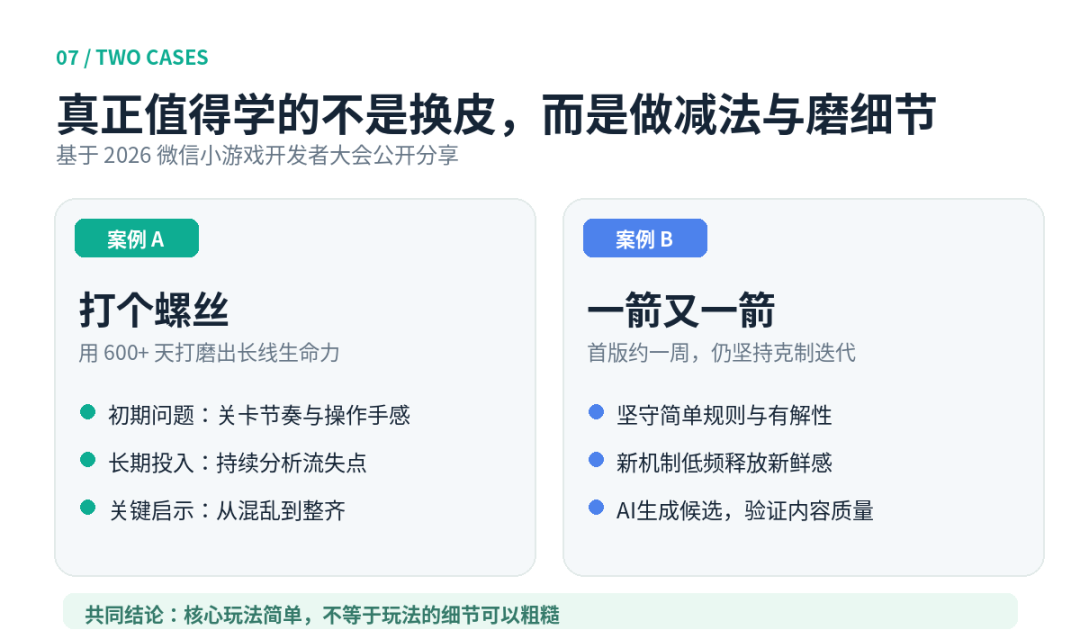 07 / TWO CASES
真正值得学的不是换皮，而是做减法与磨细节
基于 2026 微信小游戏开发者大会公开分享
案例 A
打个螺丝
用 600+ 天打磨出长线生命力
初期问题：关卡节奏与操作手感
长期投入：持续分析流失点
关键启示：从混乱到整齐
案例 B
一箭又一箭
首版约一周，仍坚持克制迭代
坚守简单规则与有解性
新机制低频释放新鲜感
AI生成候选，验证内容质量
共同结论：核心玩法简单，不等于玩法的细节可以粗糙